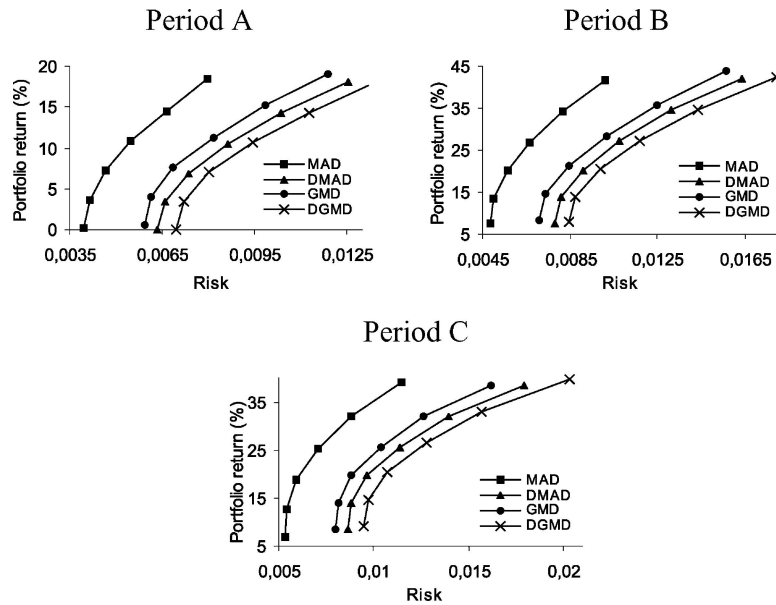 Period A
Portfolio return (%)
20
15
10
5
0
MAD
DMAD
GMD
DGMD
0,0035 0,0065 0,0095 0,0125
Risk
Period B
Portfolio return (%)
45
35
25
15
5
MAD
DMAD
GMD
DGMD
0,0045 0,0085 0,0125 0,0165
Risk
Period C
Portfolio return (%)
35
25
15
5
MAD
DMAD
GMD
DGMD
0,005 0,01 0,015 0,02
Risk